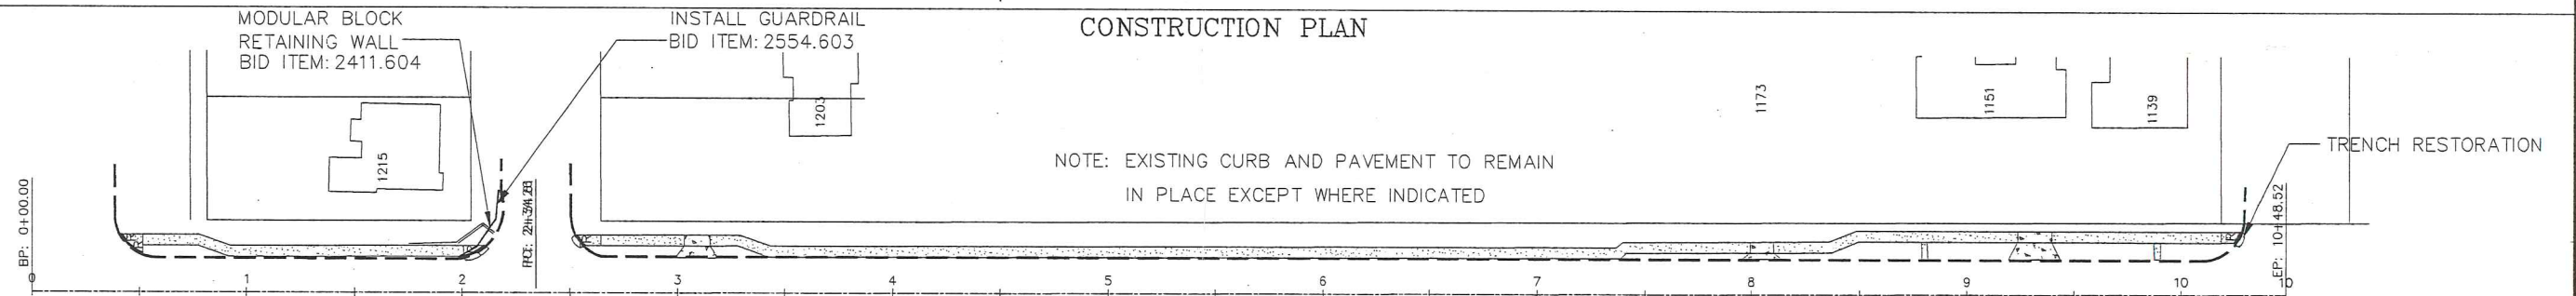 CONSTRUCTION PLAN
MODULAR BLOCK
RETAINING WALL
BID ITEM: 2411.604
INSTALL GUARDRAIL
BID ITEM: 2554.603
1215
1203
1173
1151
1139
NOTE: EXISTING CURB AND PAVEMENT TO REMAIN
IN PLACE EXCEPT WHERE INDICATED
TRENCH RESTORATION
BP: 0+00.00
EP: 10+48.52
0 1 2 3 4 5 6 7 8 9 10 10